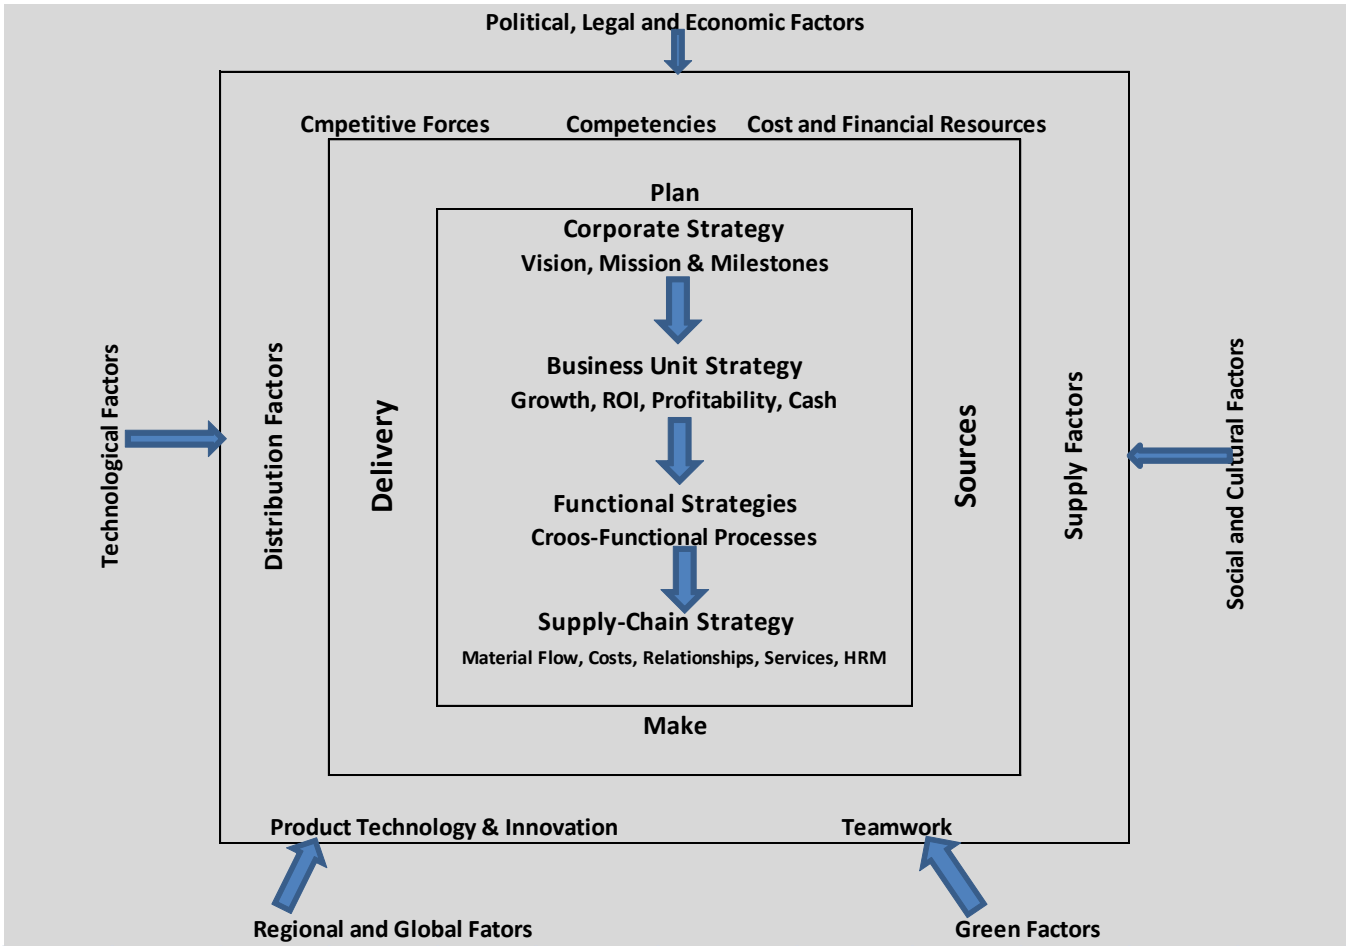 Political, Legal and Economic Factors
Cmpetitive Forces
Competencies
Cost and Financial Resources
Plan
Corporate Strategy
Vision, Mission & Milestones
Business Unit Strategy
Growth, ROI, Profitability, Cash
Functional Strategies
Croos-Functional Processes
Supply-Chain Strategy
Material Flow, Costs, Relationships, Services, HRM
Make
Technological Factors
Distribution Factors
Delivery
Sources
Supply Factors
Social and Cultural Factors
Product Technology & Innovation
Teamwork
Regional and Global Fators
Green Factors